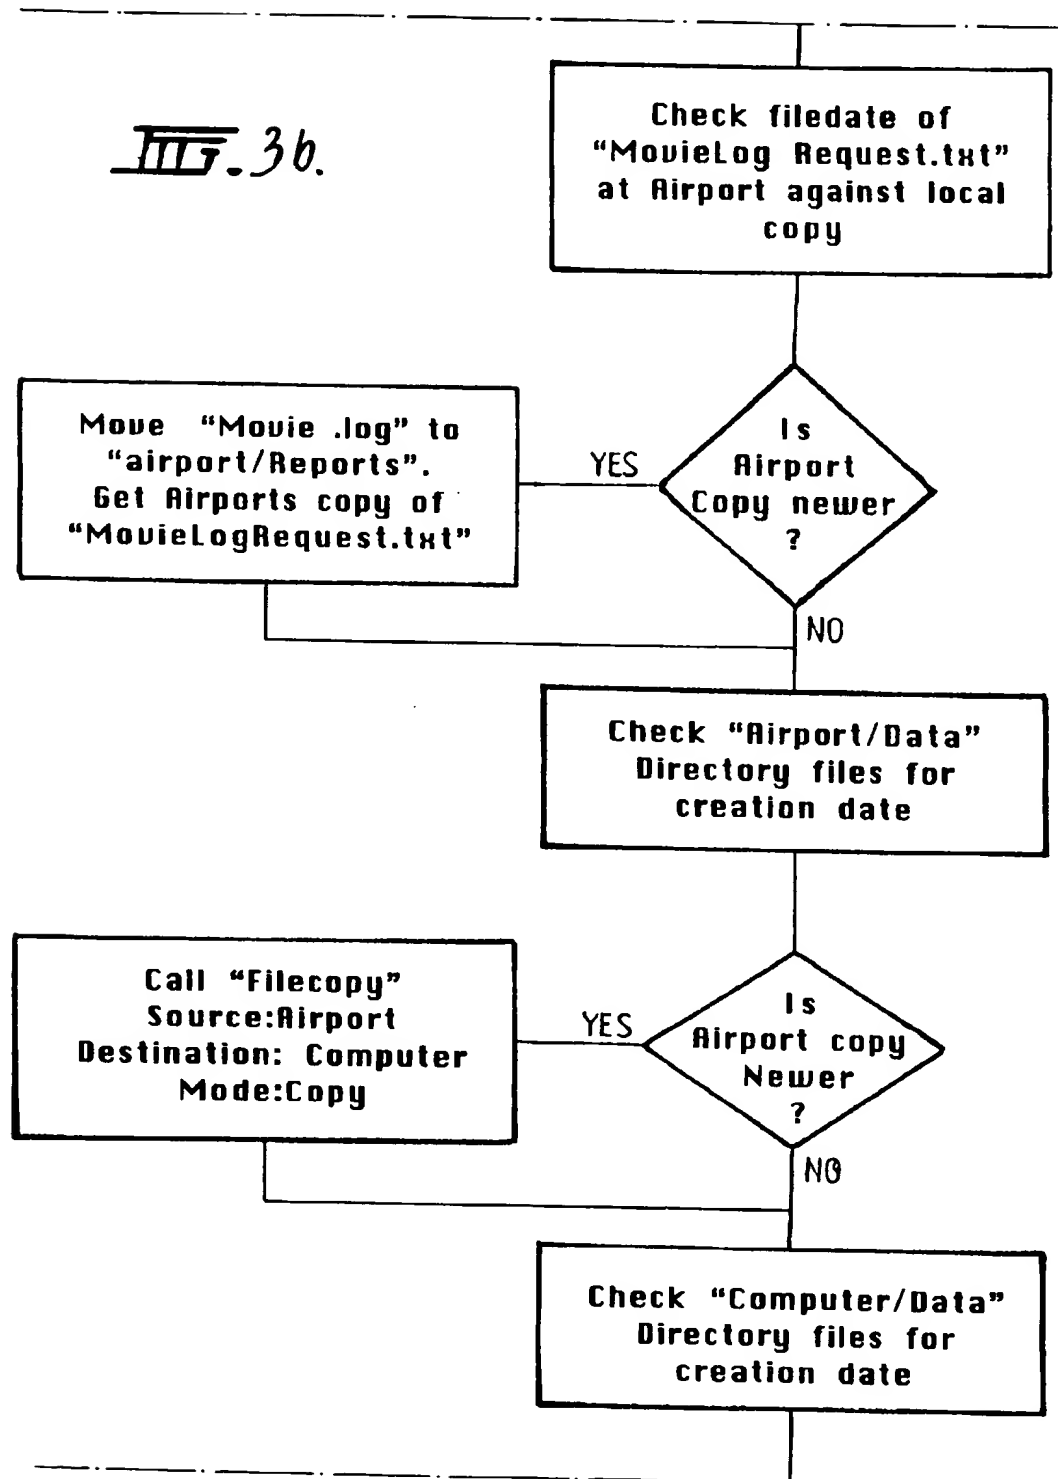 FIG. 3b.
Check filedate of
“MovieLog Request.txt”
at Airport against local
copy
Is
Airport
Copy newer
?
YES
Move “Movie .log” to
“airport/Reports”.
Get Airports copy of
“MovieLogRequest.txt”
NO
Check “Airport/Data”
Directory files for
creation date
Is
Airport copy
Newer
?
YES
Call “Filecopy”
Source:Airport
Destination: Computer
Mode:Copy
NO
Check “Computer/Data”
Directory files for
creation date